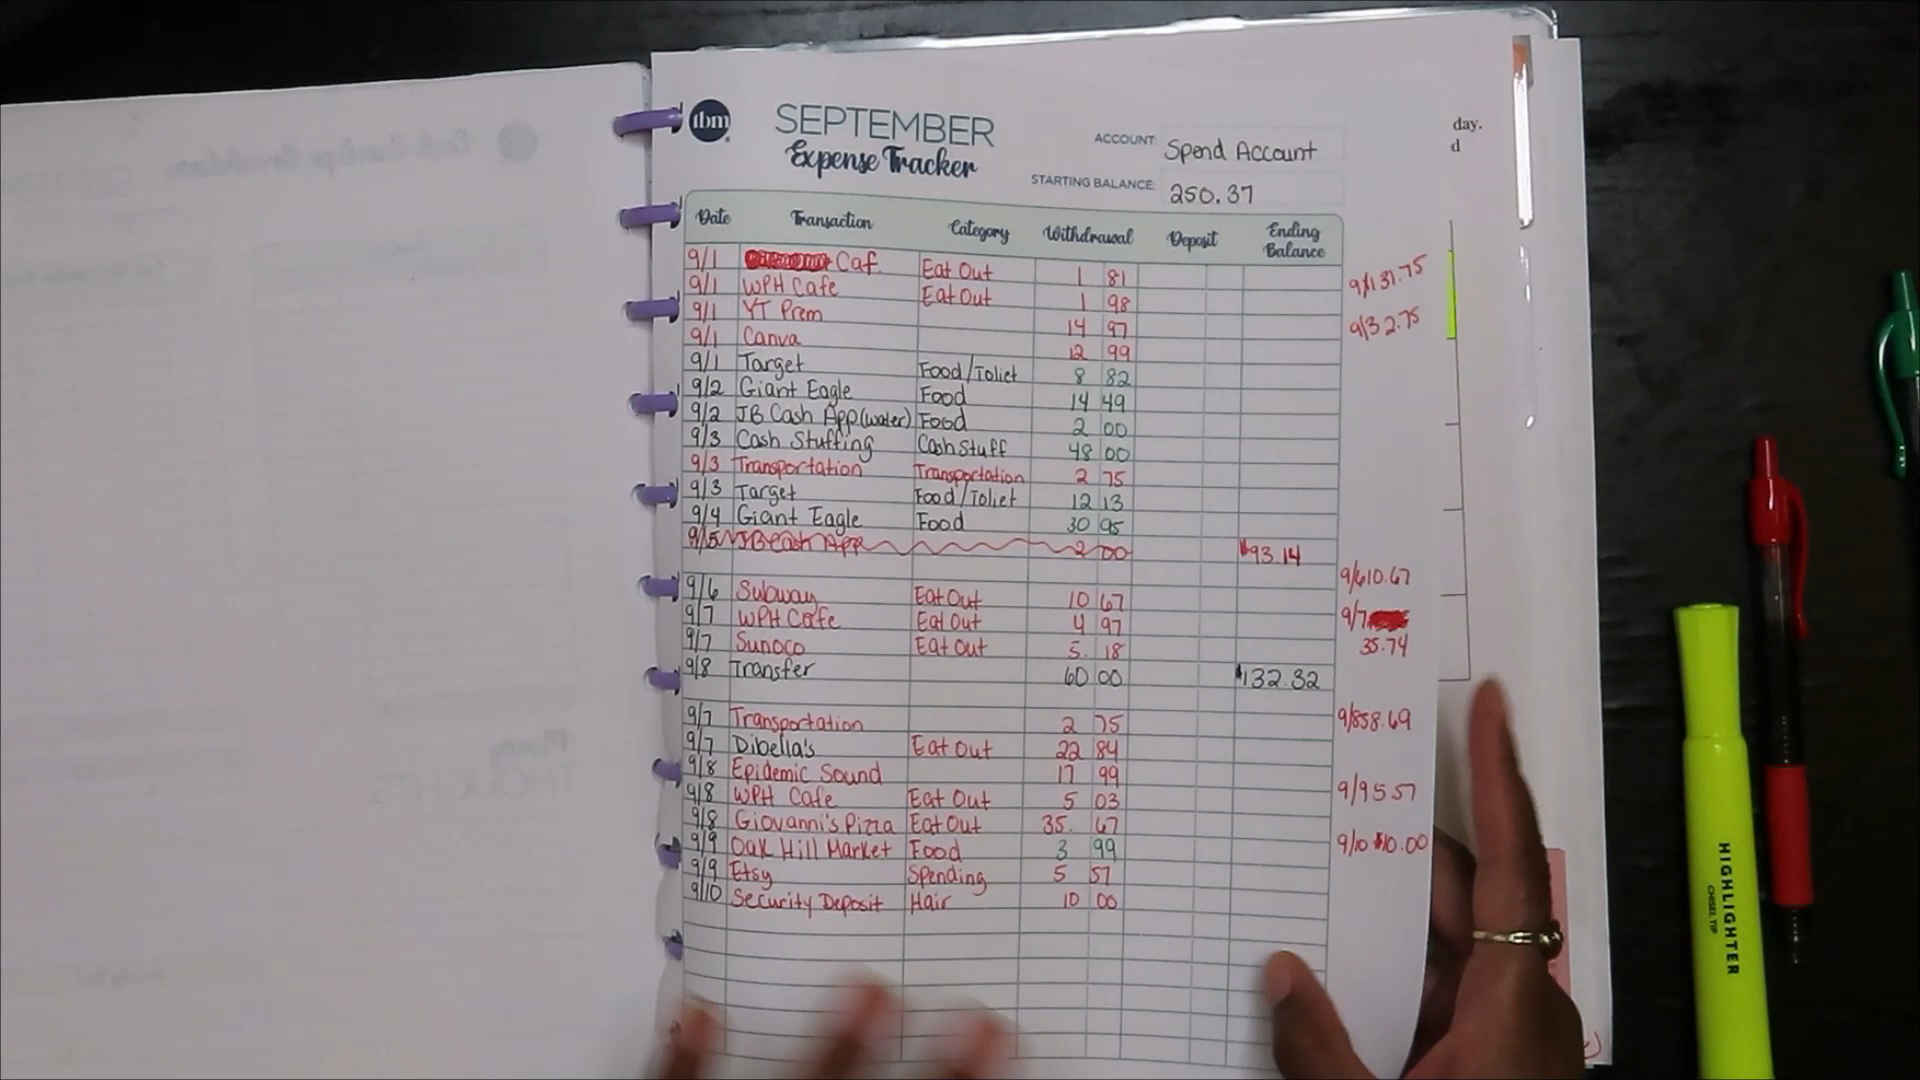 tbm
SEPTEMBER
Expense Tracker
ACCOUNT: Spend Account
STARTING BALANCE: 250.37
day.
d
Date Transaction Category Withdrawal Deposit Ending Balance
9/1 Caf. Eat Out 1 81
9/1 WPH Cafe Eat Out 1 98
9/1 YT Prem 14 97
9/1 Canva 12 99
9/1 Target Food/Toliet 8 82
9/2 Giant Eagle Food 14 49
9/2 JB Cash App(water) Food 2 00
9/3 Cash Stuffing Cash Stuff 48 00
9/3 Transportation Transportation 2 75
9/3 Target Food/Toliet 12 13
9/4 Giant Eagle Food 30 95
9/5 JB Cash App 2 00 $93.14
9/6 Subway Eat Out 10 67
9/7 WPH Cafe Eat Out 4 97
9/7 Sunoco Eat Out 5. 18
9/8 Transfer 60 00 $132.32
9/7 Transportation 2 75
9/7 Dibella's Eat Out 22 84
9/8 Epidemic Sound 17 99
9/8 WPH Cafe Eat Out 5 03
9/8 Giovanni's Pizza Eat Out 35. 67
9/9 Oak Hill Market Food 3 99
9/9 Etsy Spending 5 57
9/10 Security Deposit Hair 10 00
9/1 31.75
9/3 2.75
9/6 10.67
9/7
35.74
9/8 58.69
9/9 5 57
9/10 $10.00
HIGHLIGHTER
CHISEL TIP